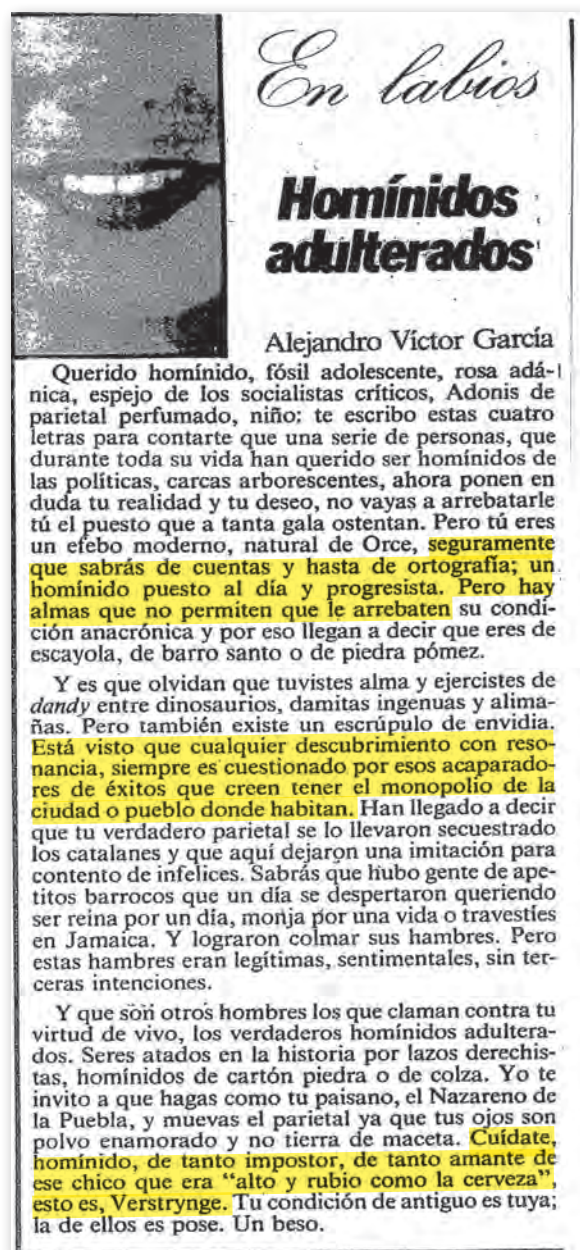 En labios
Homínidos
adulterados
Alejandro Víctor García
Querido homínido, fósil adolescente, rosa adá-
nica, espejo de los socialistas críticos, Adonis de
parietal perfumado, niño: te escribo estas cuatro
letras para contarte que una serie de personas, que
durante toda su vida han querido ser homínidos de
las políticas, carcas arborescentes, ahora ponen en
duda tu realidad y tu deseo, no vayas a arrebatarle
tú el puesto que a tanta gala ostentan. Pero tú eres
un efebo moderno, natural de Orce, seguramente
que sabrás de cuentas y hasta de ortografía; un
homínido puesto al día y progresista. Pero hay
almas que no permiten que le arrebaten su condi-
ción anacrónica y por eso llegan a decir que eres de
escayola, de barro santo o de piedra pómez.
Y es que olvidan que tuvistes alma y ejercistes de
dandy entre dinosaurios, damitas ingenuas y alima-
ñas. Pero también existe un escrúpulo de envidia.
Está visto que cualquier descubrimiento con reso-
nancia, siempre es cuestionado por esos acaparado-
res de éxitos que creen tener el monopolio de la
ciudad o pueblo donde habitan. Han llegado a decir
que tu verdadero parietal se lo llevaron secuestrado
los catalanes y que aquí dejaron una imitación para
contento de infelices. Sabrás que hubo gente de ape-
titos barrocos que un día se despertaron queriendo
ser reina por un día, monja por una vida o travesties
en Jamaica. Y lograron colmar sus hambres. Pero
estas hambres eran legítimas, sentimentales, sin ter-
ceras intenciones.
Y que son otros hombres los que claman contra tu
virtud de vivo, los verdaderos homínidos adultera-
dos. Seres atados en la historia por lazos derechis-
tas, homínidos de cartón piedra o de colza. Yo te
invito a que hagas como tu paisano, el Nazareno de
la Puebla, y muevas el parietal ya que tus ojos son
polvo enamorado y no tierra de maceta. Cuídate,
homínido, de tanto impostor, de tanto amante de
ese chico que era "alto y rubio como la cerveza",
esto es, Verstrynge. Tu condición de antiguo es tuya;
la de ellos es pose. Un beso.